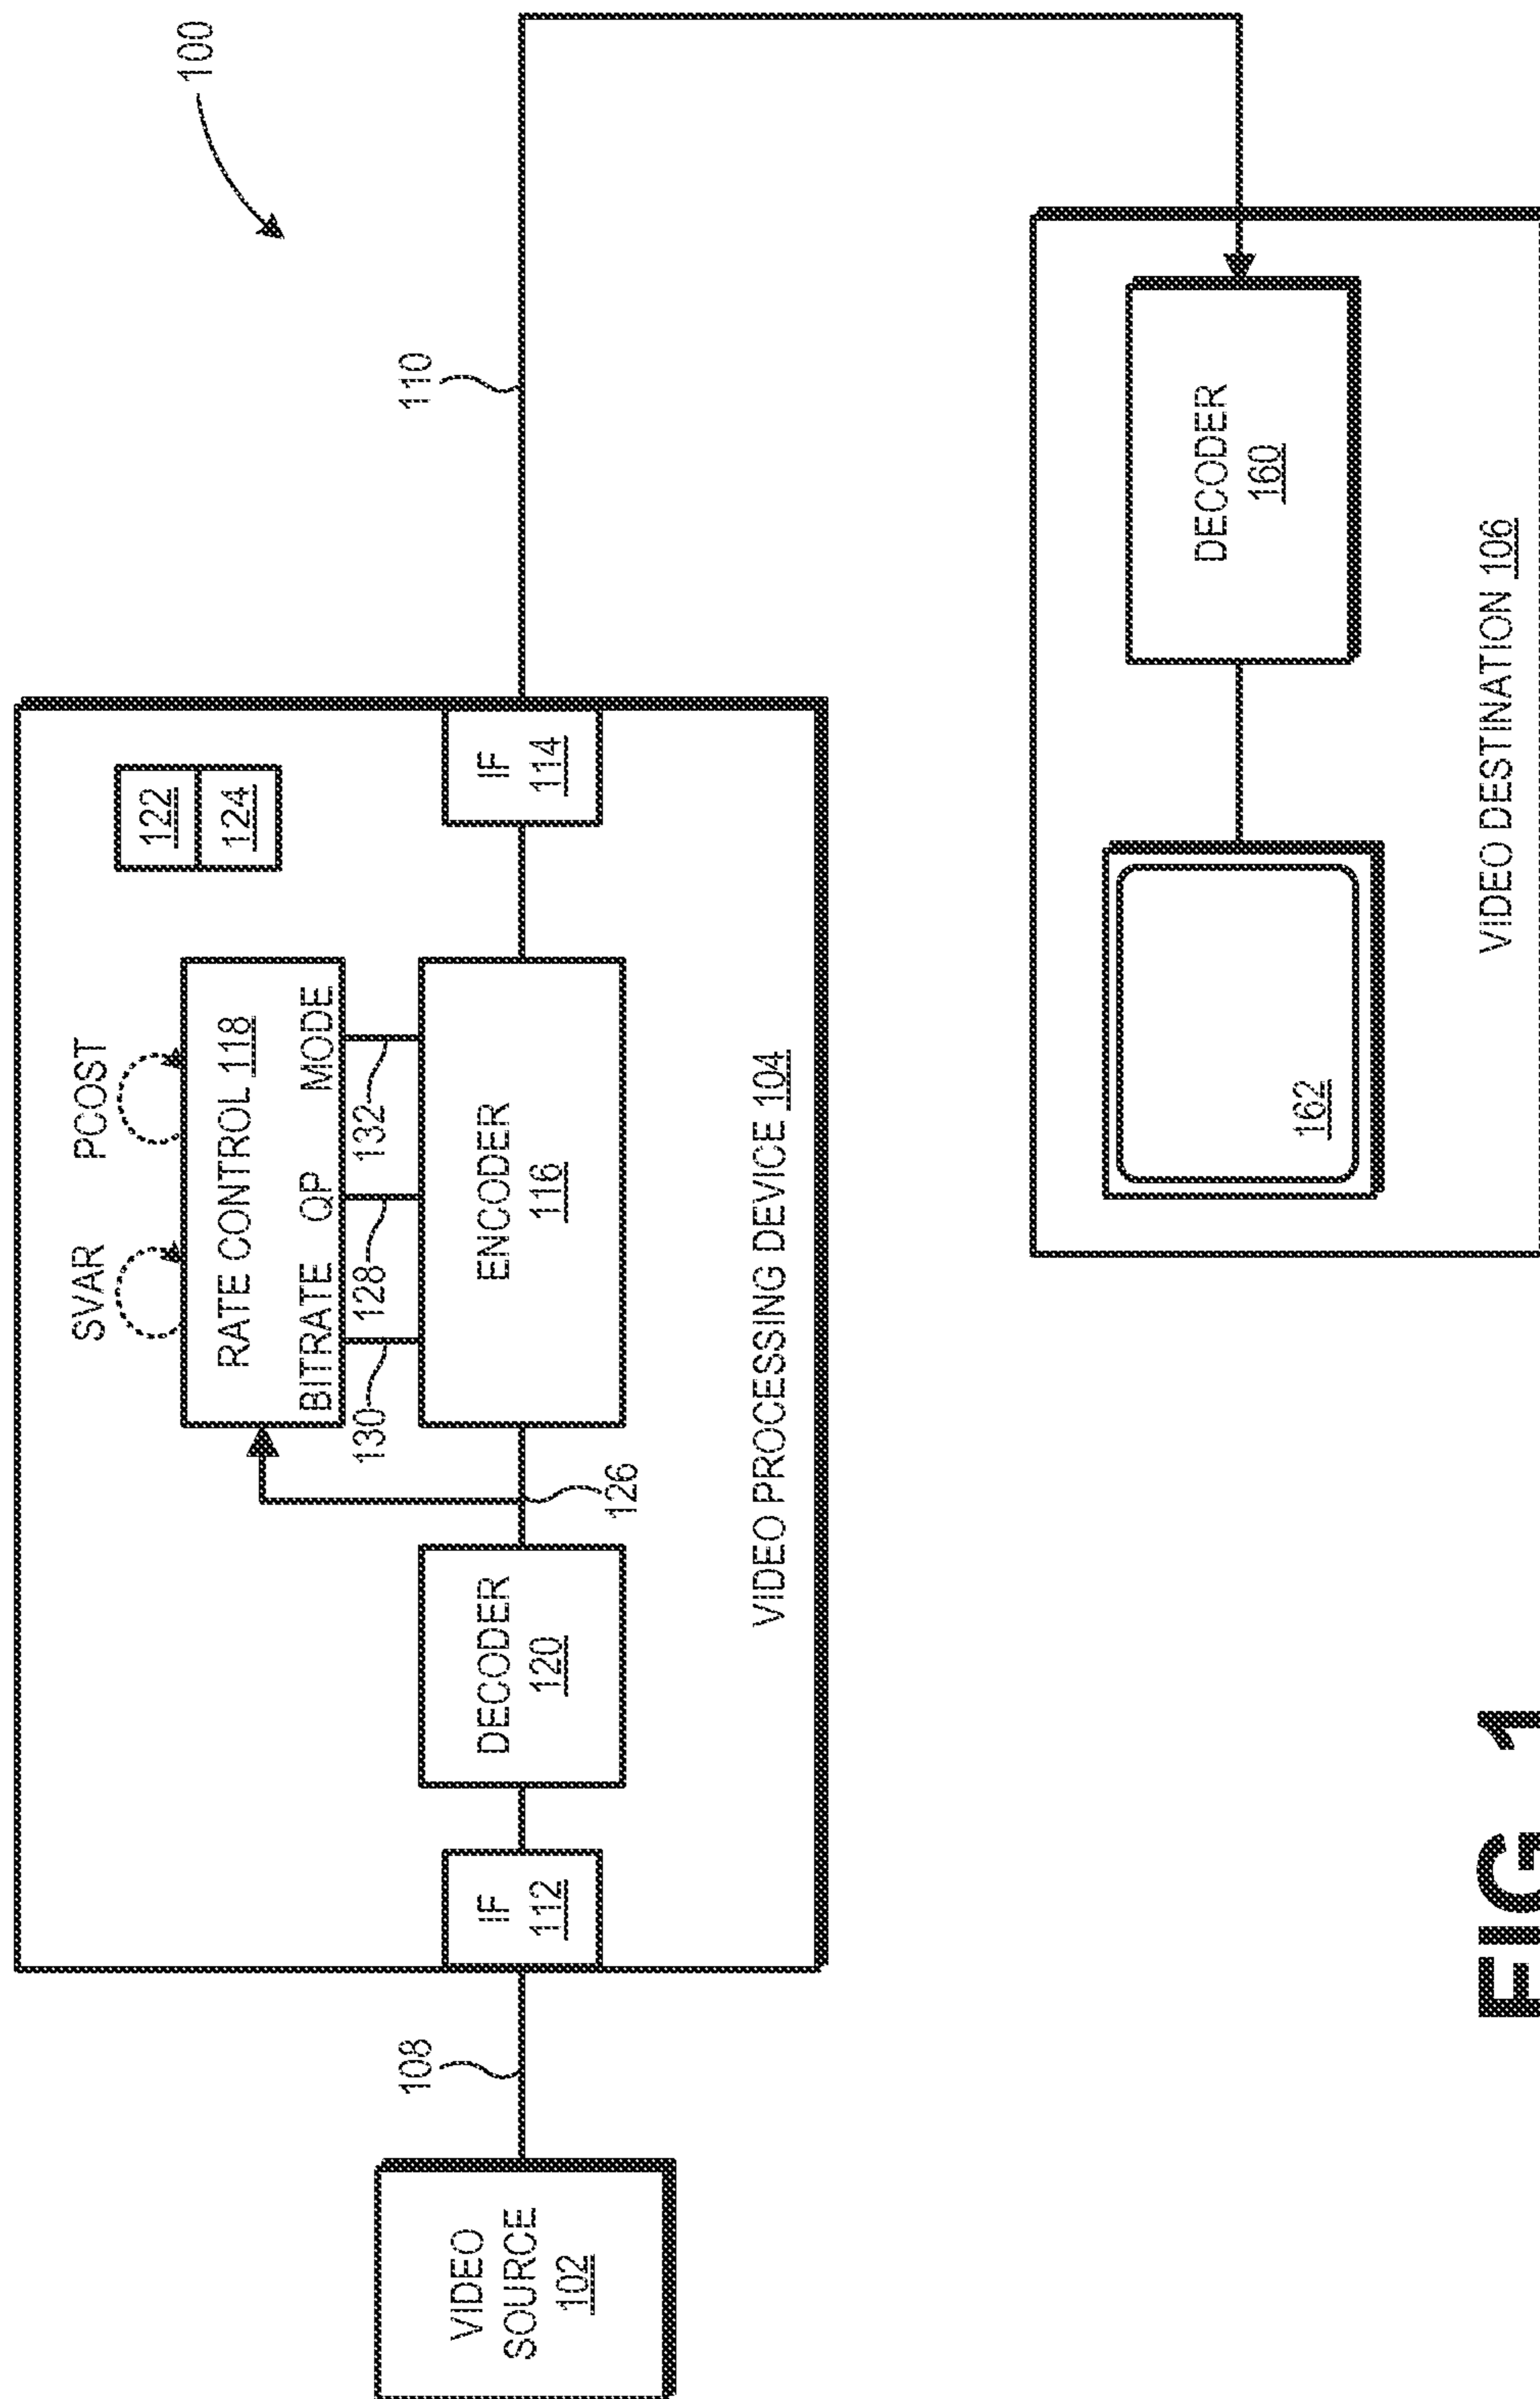 100
SVAR
PCOST
122
124
RATE CONTROL 118
BITRATE
QP
MODE
130
128
132
108
110
VIDEO
SOURCE
102
IF
112
DECODER
120
126
ENCODER
116
IF
114
VIDEO PROCESSING DEVICE 104
162
DECODER
160
VIDEO DESTINATION 106
FIG 1